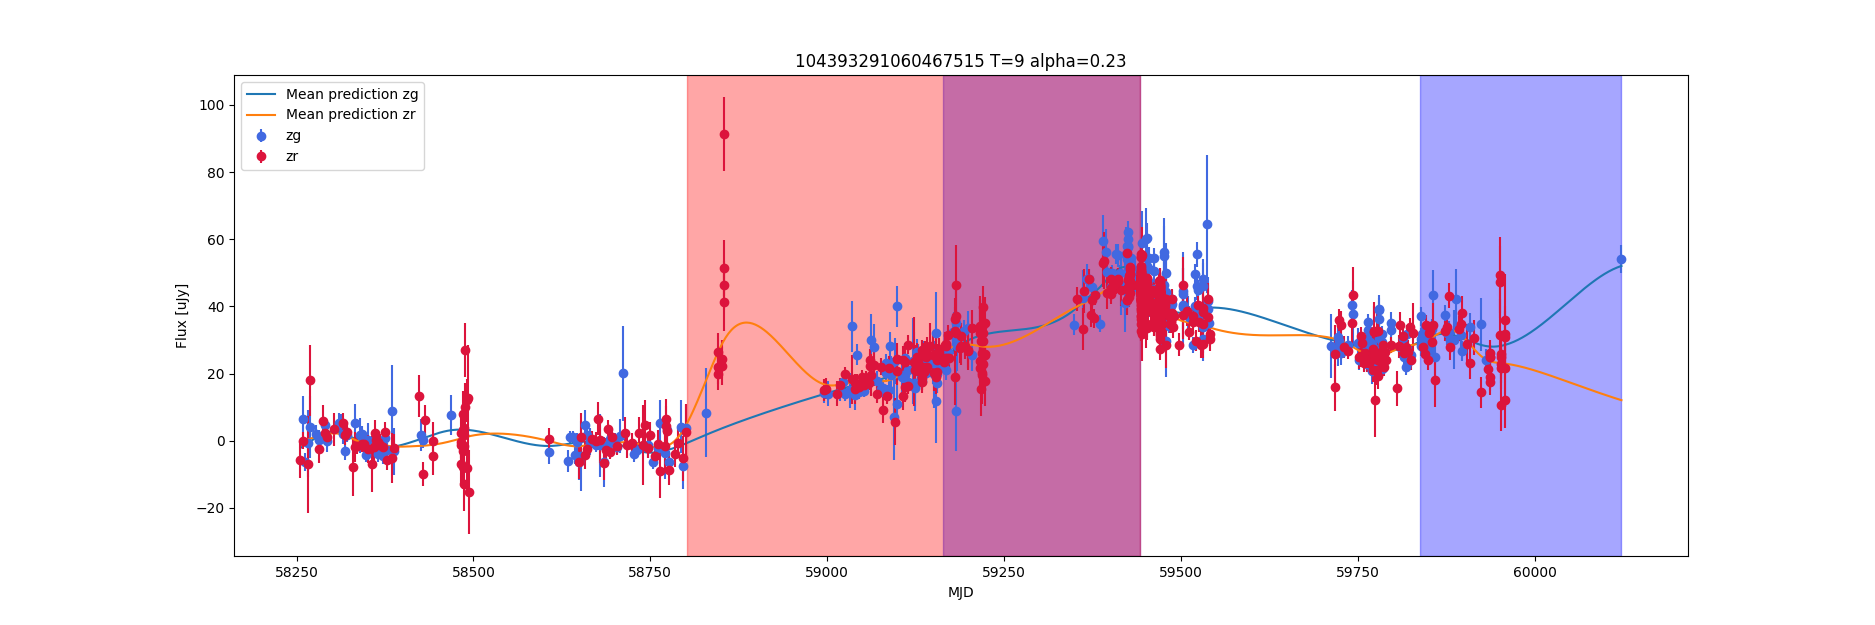 104393291060467515 T=9 alpha=0.23
Mean prediction zg
Mean prediction zr
zg
zr
Flux [uJy]
100
80
60
40
20
0
−20
58250 58500 58750 59000 59250 59500 59750 60000
MJD